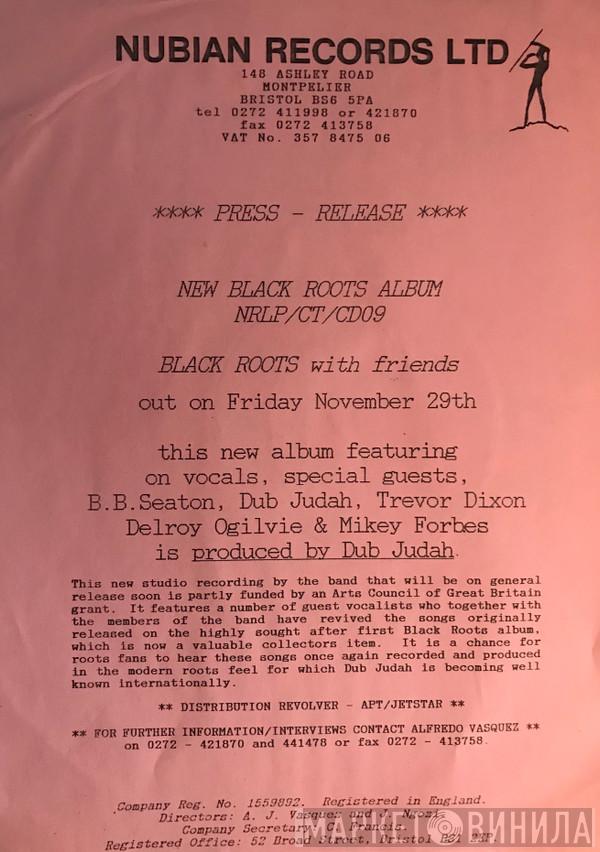 NUBIAN RECORDS LTD
148 ASHLEY ROAD
MONTPELIER
BRISTOL BS6 5PA
tel 0272 411998 or 421870
fax 0272 413758
VAT No. 357 8475 06
**** PRESS - RELEASE ****
NEW BLACK ROOTS ALBUM
NRLP/CT/CD09
BLACK ROOTS with friends
out on Friday November 29th
this new album featuring
on vocals, special guests,
B.B.Seaton, Dub Judah, Trevor Dixon
Delroy Ogilvie & Mikey Forbes
is produced by Dub Judah.
This new studio recording by the band that will be on general
release soon is partly funded by an Arts Council of Great Britain
grant. It features a number of guest vocalists who together with
the members of the band have revived the songs originally
released on the highly sought after first Black Roots album,
which is now a valuable collectors item. It is a chance for
roots fans to hear these songs once again recorded and produced
in the modern roots feel for which Dub Judah is becoming well
known internationally.
** DISTRIBUTION REVOLVER - APT/JETSTAR **
** FOR FURTHER INFORMATION/INTERVIEWS CONTACT ALFREDO VASQUEZ **
on 0272 - 421870 and 441478 or fax 0272 - 413758.
Company Reg. No. 1559892. Registered in England.
Directors: A. J. Vasquez and Ngozi
Company Secretary C. Francis.
Registered Office: 52 Broad Street, Bristol BS1 2EP.
МАНИЯ ВИНИЛА